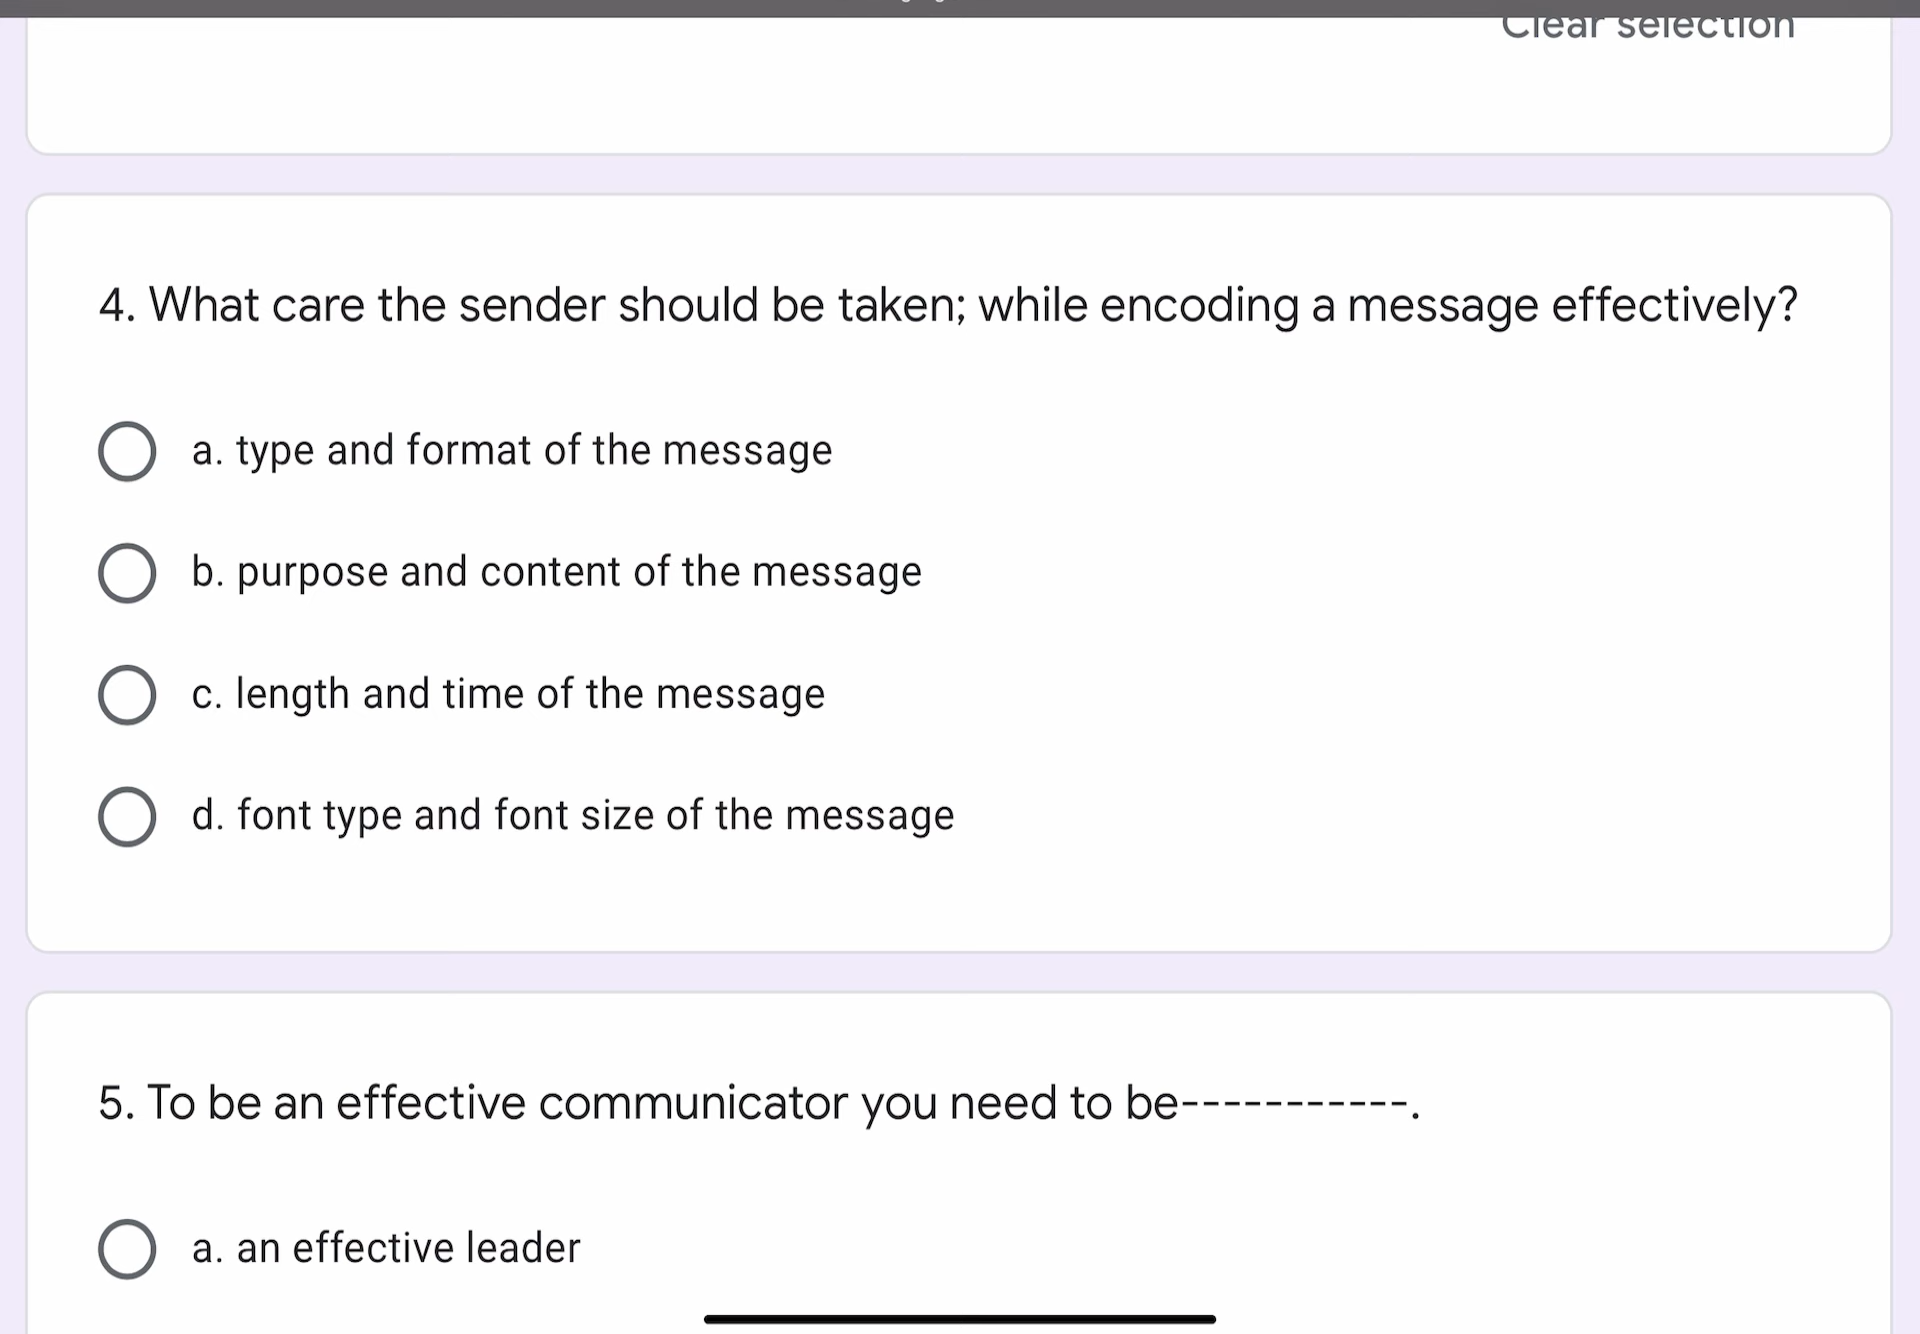 Clear selection
4. What care the sender should be taken; while encoding a message effectively?
a. type and format of the message
b. purpose and content of the message
c. length and time of the message
d. font type and font size of the message
5. To be an effective communicator you need to be-----------.
a. an effective leader